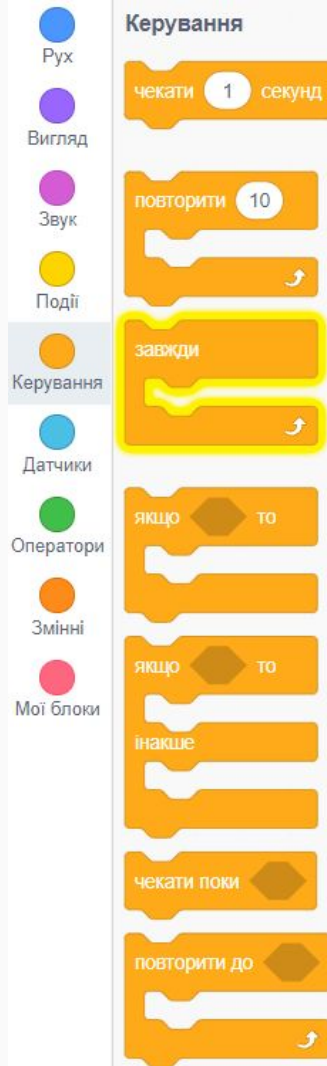 Рух
Вигляд
Звук
Події
Керування
Датчики
Оператори
Змінні
Мої блоки
Керування
чекати 1 секунд
повторити 10
завжди
якщо то
якщо то
інакше
чекати поки
повторити до